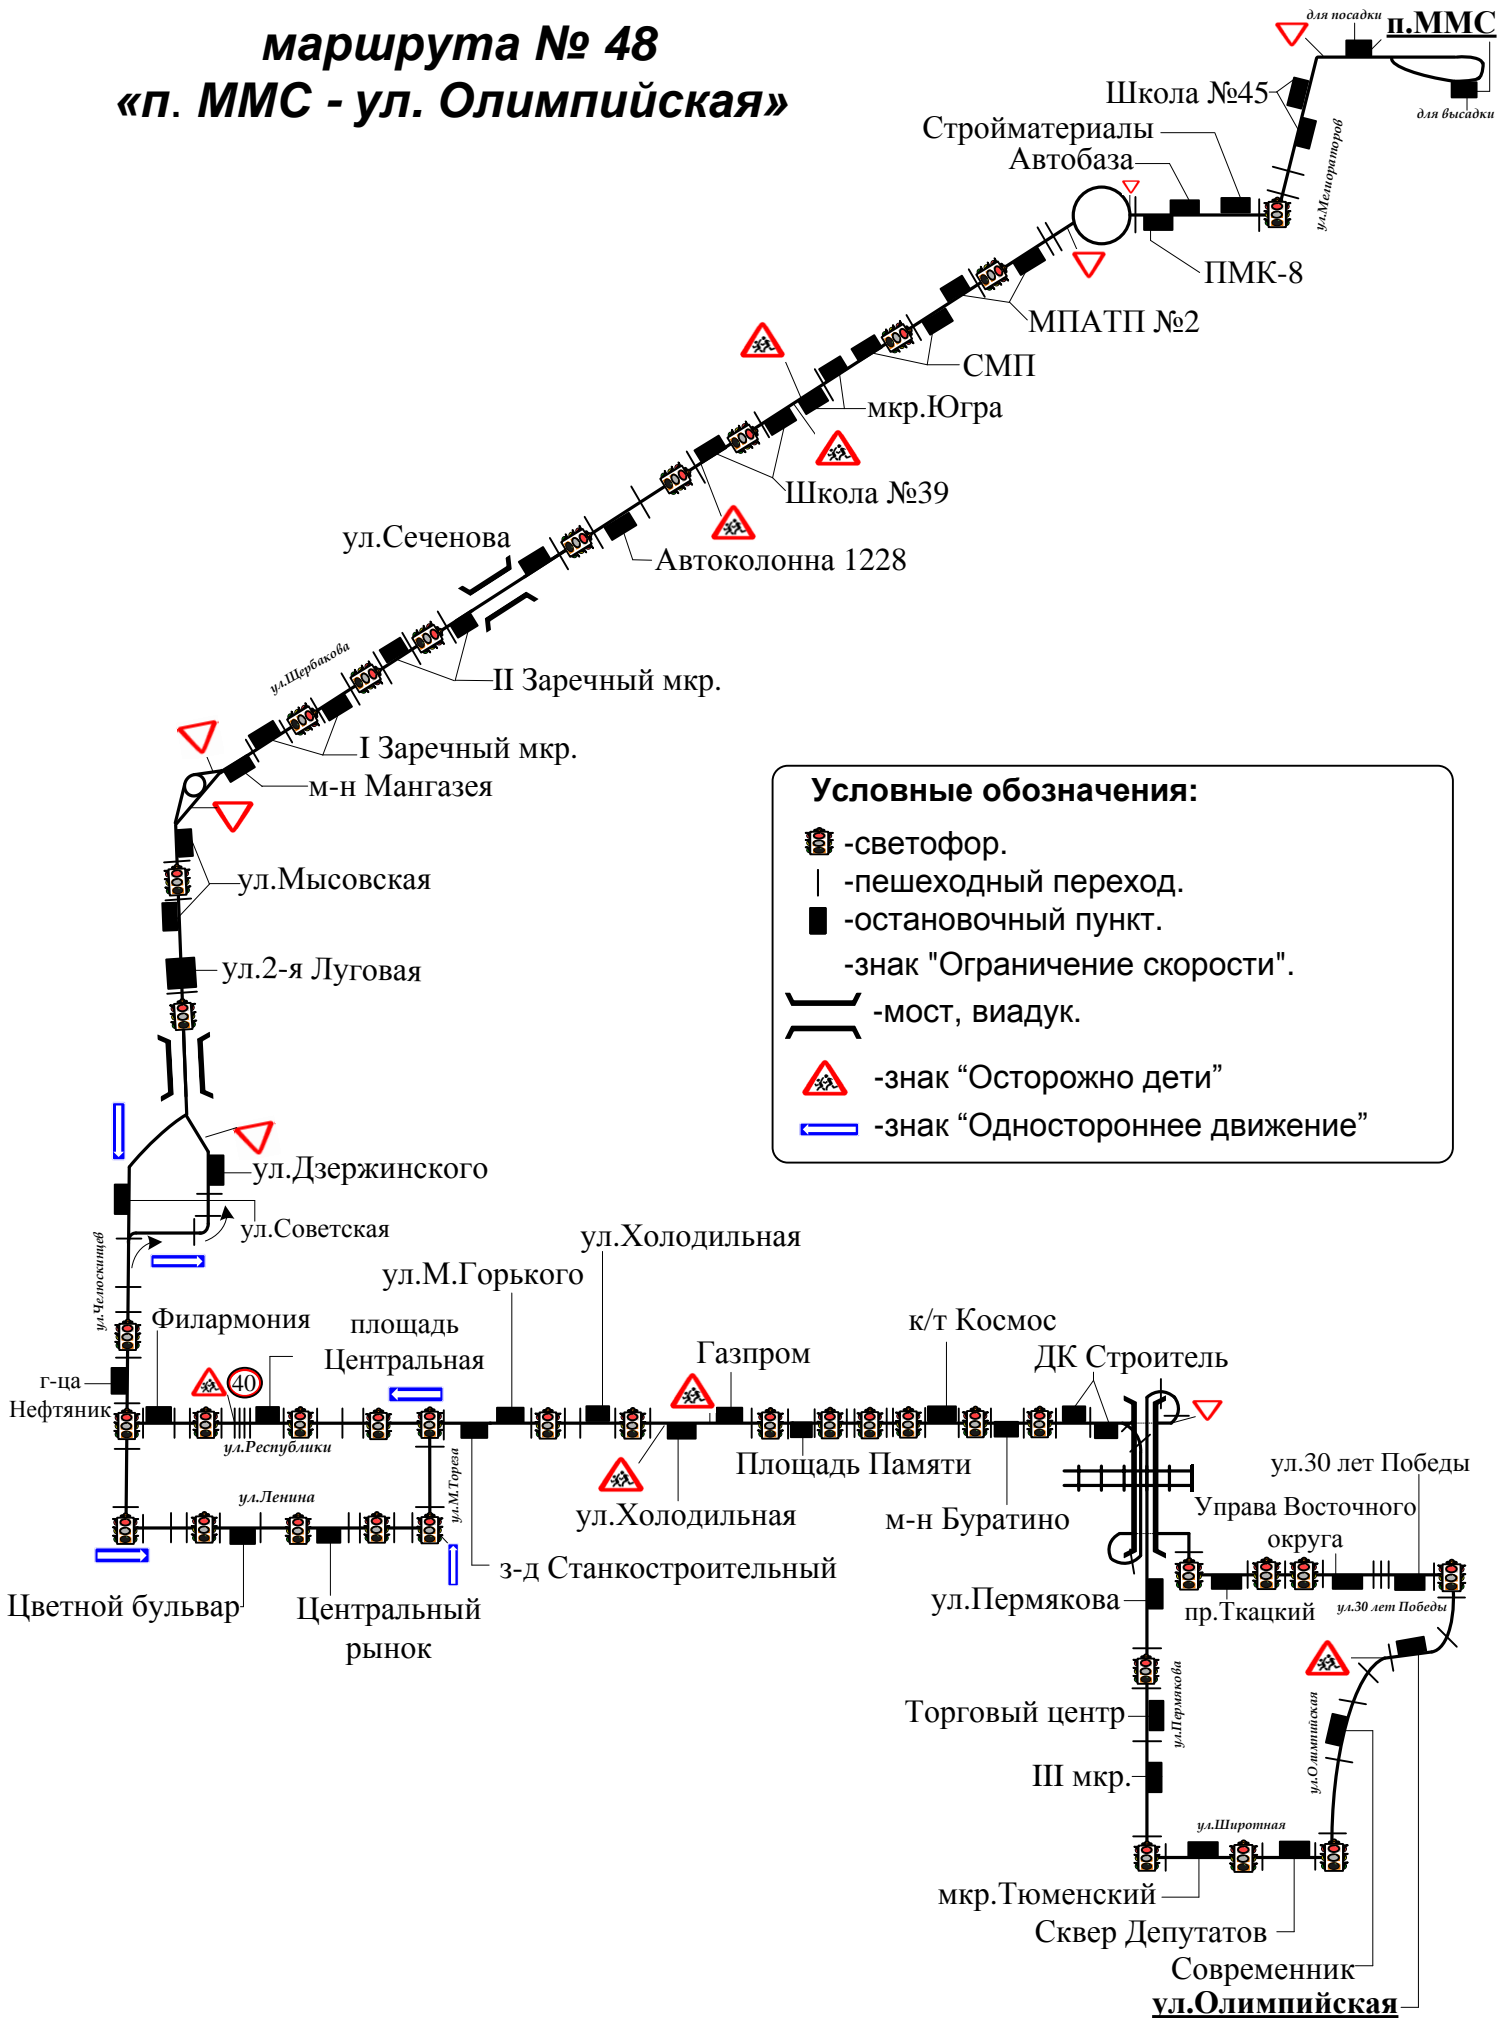 маршрута № 48
«п. ММС - ул. Олимпийская»
для посадки
п.ММС
Школа №45
для высадки
Стройматериалы
Автобаза
ул.Мелиораторов
ПМК-8
МПАТП №2
СМП
мкр.Югра
Школа №39
ул.Сеченова
Автоколонна 1228
ул.Щербакова
II Заречный мкр.
I Заречный мкр.
м-н Мангазея
Условные обозначения:
-светофор.
-пешеходный переход.
-остановочный пункт.
-знак "Ограничение скорости".
-мост, виадук.
-знак “Осторожно дети”
-знак “Одностороннее движение”
ул.Мысовская
ул.2-я Луговая
ул.Дзержинского
ул.Советская
ул.Челюскинцев
ул.Холодильная
ул.М.Горького
Филармония
площадь
Центральная
к/т Космос
Газпром
ДК Строитель
г-ца
Нефтяник
40
ул.Республики
ул.М.Тореза
Площадь Памяти
ул.30 лет Победы
ул.Ленина
ул.Холодильная
м-н Буратино
Управа Восточного
округа
з-д Станкостроительный
Цветной бульвар
Центральный
рынок
ул.Пермякова
пр.Ткацкий
ул.30 лет Победы
Торговый центр
ул.Пермякова
ул.Олимпийская
III мкр.
ул.Широтная
мкр.Тюменский
Сквер Депутатов
Современник
ул.Олимпийская